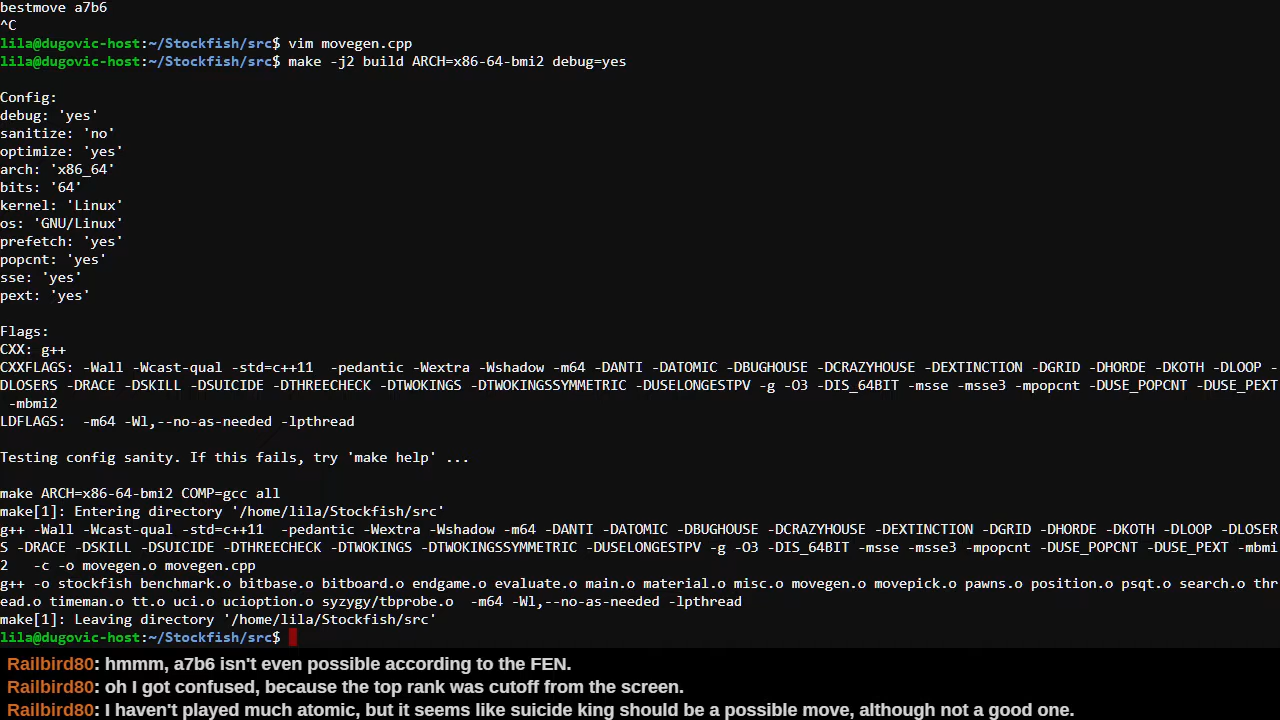 bestmove a7b6
^C
lila@dugovic-host:~/Stockfish/src$ vim movegen.cpp
lila@dugovic-host:~/Stockfish/src$ make -j2 build ARCH=x86-64-bmi2 debug=yes
Config:
debug: 'yes'
sanitize: 'no'
optimize: 'yes'
arch: 'x86_64'
bits: '64'
kernel: 'Linux'
os: 'GNU/Linux'
prefetch: 'yes'
popcnt: 'yes'
sse: 'yes'
pext: 'yes'
Flags:
CXX: g++
CXXFLAGS: -Wall -Wcast-qual -std=c++11  -pedantic -Wextra -Wshadow -m64 -DANTI -DATOMIC -DBUGHOUSE -DCRAZYHOUSE -DEXTINCTION -DGRID -DHORDE -DKOTH -DLOOP -
DLOSERS -DRACE -DSKILL -DSUICIDE -DTHREECHECK -DTWOKINGS -DTWOKINGSSYMMETRIC -DUSELONGESTPV -g -O3 -DIS_64BIT -msse -msse3 -mpopcnt -DUSE_POPCNT -DUSE_PEXT
-mbmi2
LDFLAGS:  -m64 -Wl,--no-as-needed -lpthread
Testing config sanity. If this fails, try 'make help' ...
make ARCH=x86-64-bmi2 COMP=gcc all
make[1]: Entering directory '/home/lila/Stockfish/src'
g++ -Wall -Wcast-qual -std=c++11  -pedantic -Wextra -Wshadow -m64 -DANTI -DATOMIC -DBUGHOUSE -DCRAZYHOUSE -DEXTINCTION -DGRID -DHORDE -DKOTH -DLOOP -DLOSER
S -DRACE -DSKILL -DSUICIDE -DTHREECHECK -DTWOKINGS -DTWOKINGSSYMMETRIC -DUSELONGESTPV -g -O3 -DIS_64BIT -msse -msse3 -mpopcnt -DUSE_POPCNT -DUSE_PEXT -mbmi
2   -c -o movegen.o movegen.cpp
g++ -o stockfish benchmark.o bitbase.o bitboard.o endgame.o evaluate.o main.o material.o misc.o movegen.o movepick.o pawns.o position.o psqt.o search.o thr
ead.o timeman.o tt.o uci.o ucioption.o syzygy/tbprobe.o  -m64 -Wl,--no-as-needed -lpthread
make[1]: Leaving directory '/home/lila/Stockfish/src'
lila@dugovic-host:~/Stockfish/src$
Railbird80: hmmm, a7b6 isn't even possible according to the FEN.
Railbird80: oh I got confused, because the top rank was cutoff from the screen.
Railbird80: I haven't played much atomic, but it seems like suicide king should be a possible move, although not a good one.